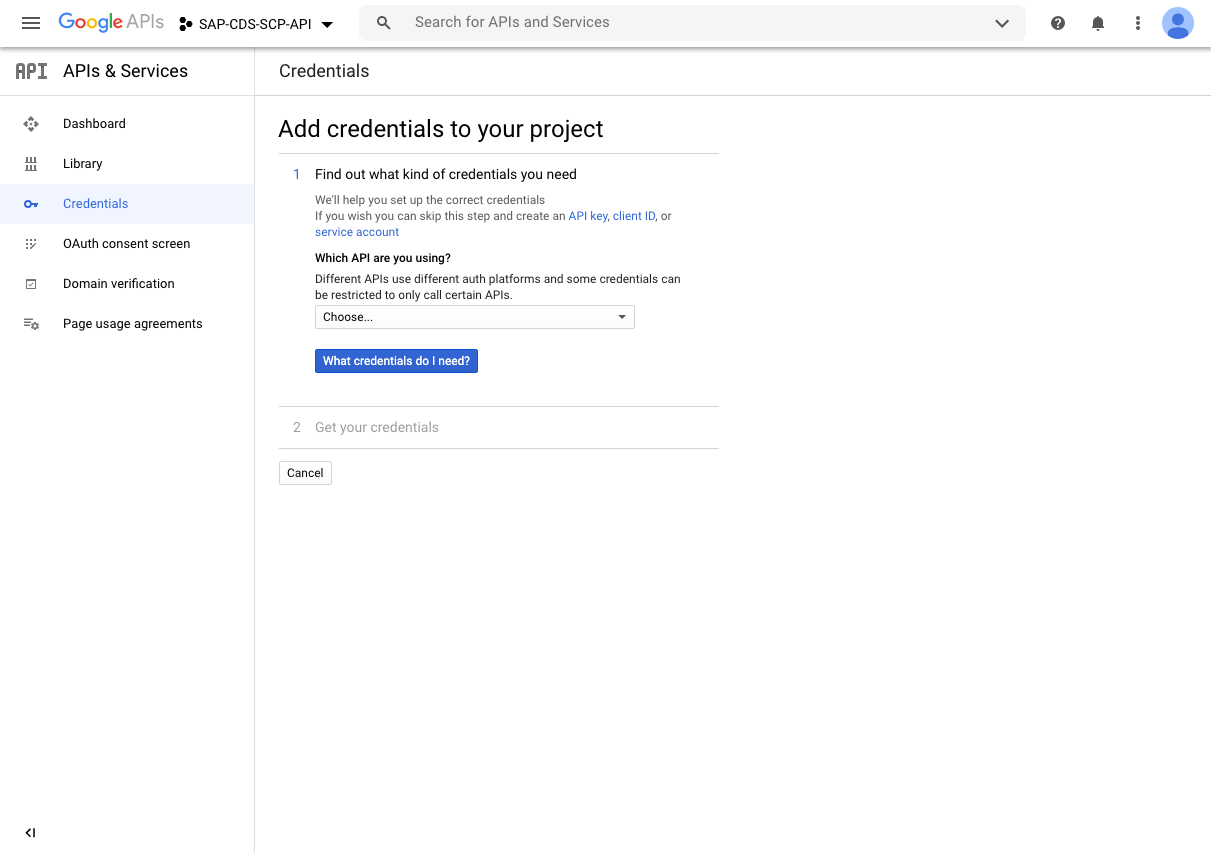 Google APIs
SAP-CDS-SCP-API
Search for APIs and Services
API
APIs & Services
Credentials
Dashboard
Library
Credentials
OAuth consent screen
Domain verification
Page usage agreements
Add credentials to your project
1 Find out what kind of credentials you need
We'll help you set up the correct credentials
If you wish you can skip this step and create an API key, client ID, or
service account
Which API are you using?
Different APIs use different auth platforms and some credentials can
be restricted to only call certain APIs.
Choose...
What credentials do I need?
2 Get your credentials
Cancel